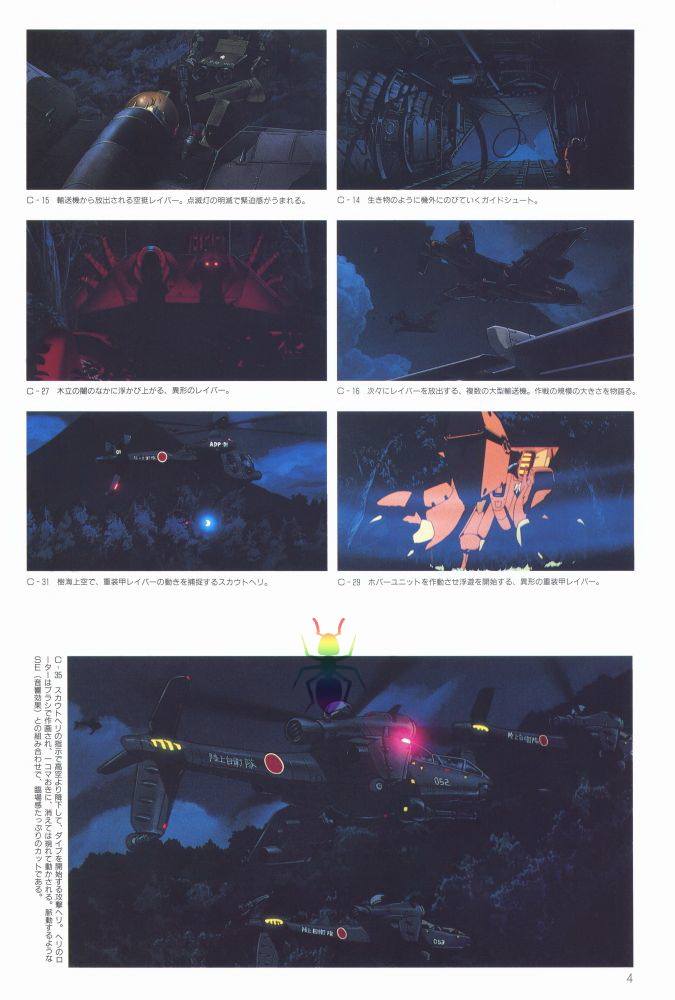 C-15 輸送機から放出される空挺レイバー。点滅灯の明滅で緊迫感がうまれる。
C-14 生き物のように機外にのびていくガイドシュート。
C-27 木立の闇のなかに浮かび上がる、異形のレイバー。
C-16 次々にレイバーを放出する、複数の大型輸送機。作戦の規模の大きさを物語る。
01
陸上自衛隊
ADP-01
C-31 樹海上空で、重装甲レイバーの動きを捕捉するスカウトヘリ。
C-29 ホバーユニットを作動させ浮遊を開始する、異形の重装甲レイバー。
C-35 スカウトヘリの指示で高空より降下して、ダイブを開始する攻撃ヘリ。ヘリのロ
ーターはブラシで作画され、一コマおきに、消えては現れて動かされる。脈動するような
SE（音響効果）との組み合わせで、臨場感たっぷりのカットである。
陸上自衛隊
陸上自衛隊
052
陸上自衛隊
053
4